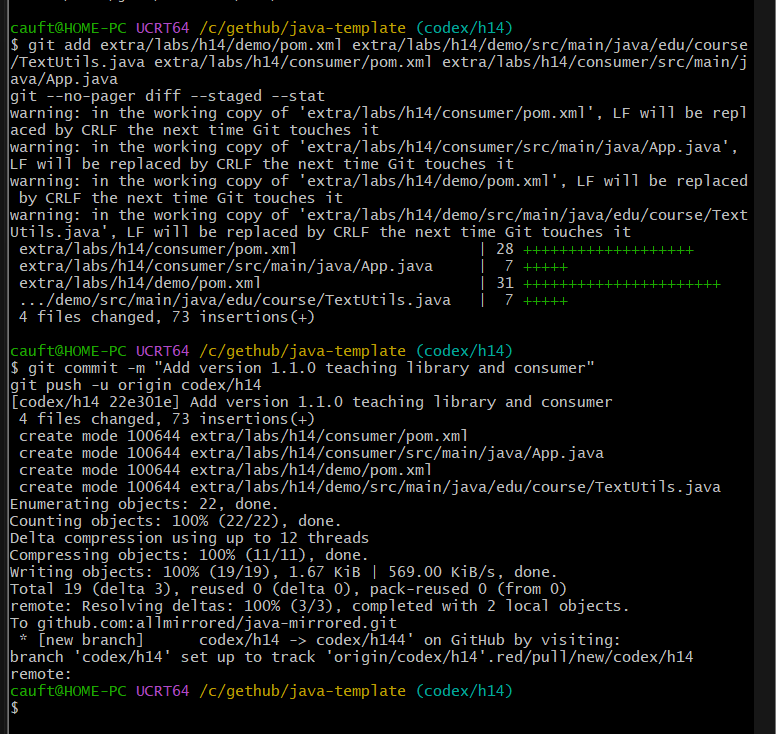 cauft@HOME-PC UCRT64 /c/gethub/java-template (codex/h14)
$ git add extra/labs/h14/demo/pom.xml extra/labs/h14/demo/src/main/java/edu/course
/TextUtils.java extra/labs/h14/consumer/pom.xml extra/labs/h14/consumer/src/main/j
ava/App.java
git --no-pager diff --staged --stat
warning: in the working copy of 'extra/labs/h14/consumer/pom.xml', LF will be repl
aced by CRLF the next time Git touches it
warning: in the working copy of 'extra/labs/h14/consumer/src/main/java/App.java',
LF will be replaced by CRLF the next time Git touches it
warning: in the working copy of 'extra/labs/h14/demo/pom.xml', LF will be replaced
 by CRLF the next time Git touches it
warning: in the working copy of 'extra/labs/h14/demo/src/main/java/edu/course/Text
Utils.java', LF will be replaced by CRLF the next time Git touches it
 extra/labs/h14/consumer/pom.xml                    | 28 +++++++++++++++++++
 extra/labs/h14/consumer/src/main/java/App.java     |  7 +++++
 extra/labs/h14/demo/pom.xml                        | 31 ++++++++++++++++++++++
 .../demo/src/main/java/edu/course/TextUtils.java   |  7 +++++
 4 files changed, 73 insertions(+)
cauft@HOME-PC UCRT64 /c/gethub/java-template (codex/h14)
$ git commit -m "Add version 1.1.0 teaching library and consumer"
git push -u origin codex/h14
[codex/h14 22e301e] Add version 1.1.0 teaching library and consumer
 4 files changed, 73 insertions(+)
 create mode 100644 extra/labs/h14/consumer/pom.xml
 create mode 100644 extra/labs/h14/consumer/src/main/java/App.java
 create mode 100644 extra/labs/h14/demo/pom.xml
 create mode 100644 extra/labs/h14/demo/src/main/java/edu/course/TextUtils.java
Enumerating objects: 22, done.
Counting objects: 100% (22/22), done.
Delta compression using up to 12 threads
Compressing objects: 100% (11/11), done.
Writing objects: 100% (19/19), 1.67 KiB | 569.00 KiB/s, done.
Total 19 (delta 3), reused 0 (delta 0), pack-reused 0 (from 0)
remote: Resolving deltas: 100% (3/3), completed with 2 local objects.
To github.com:allmirrored/java-mirrored.git
 * [new branch]      codex/h14 -> codex/h144' on GitHub by visiting:
branch 'codex/h14' set up to track 'origin/codex/h14'.red/pull/new/codex/h14
remote:
cauft@HOME-PC UCRT64 /c/gethub/java-template (codex/h14)
$